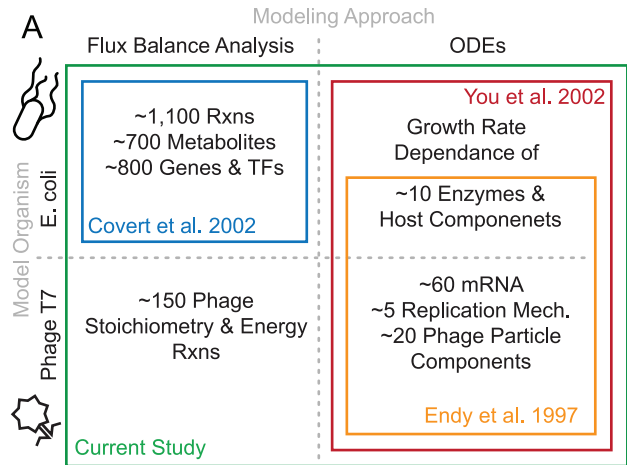 A
Modeling Approach
Flux Balance Analysis
ODEs
Model Organism
E. coli
Phage T7
~1,100 Rxns
~700 Metabolites
~800 Genes & TFs
Covert et al. 2002
You et al. 2002
Growth Rate
Dependance of
~10 Enzymes &
Host Componenets
~150 Phage
Stoichiometry & Energy
Rxns
~60 mRNA
~5 Replication Mech.
~20 Phage Particle
Components
Endy et al. 1997
Current Study